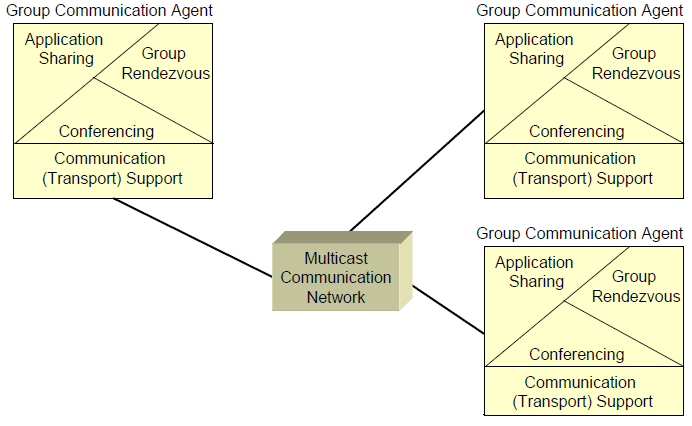 Group Communication Agent
Application
Sharing
Group
Rendezvous
Conferencing
Communication
(Transport) Support
Group Communication Agent
Application
Sharing
Group
Rendezvous
Conferencing
Communication
(Transport) Support
Multicast
Communication
Network
Group Communication Agent
Application
Sharing
Group
Rendezvous
Conferencing
Communication
(Transport) Support